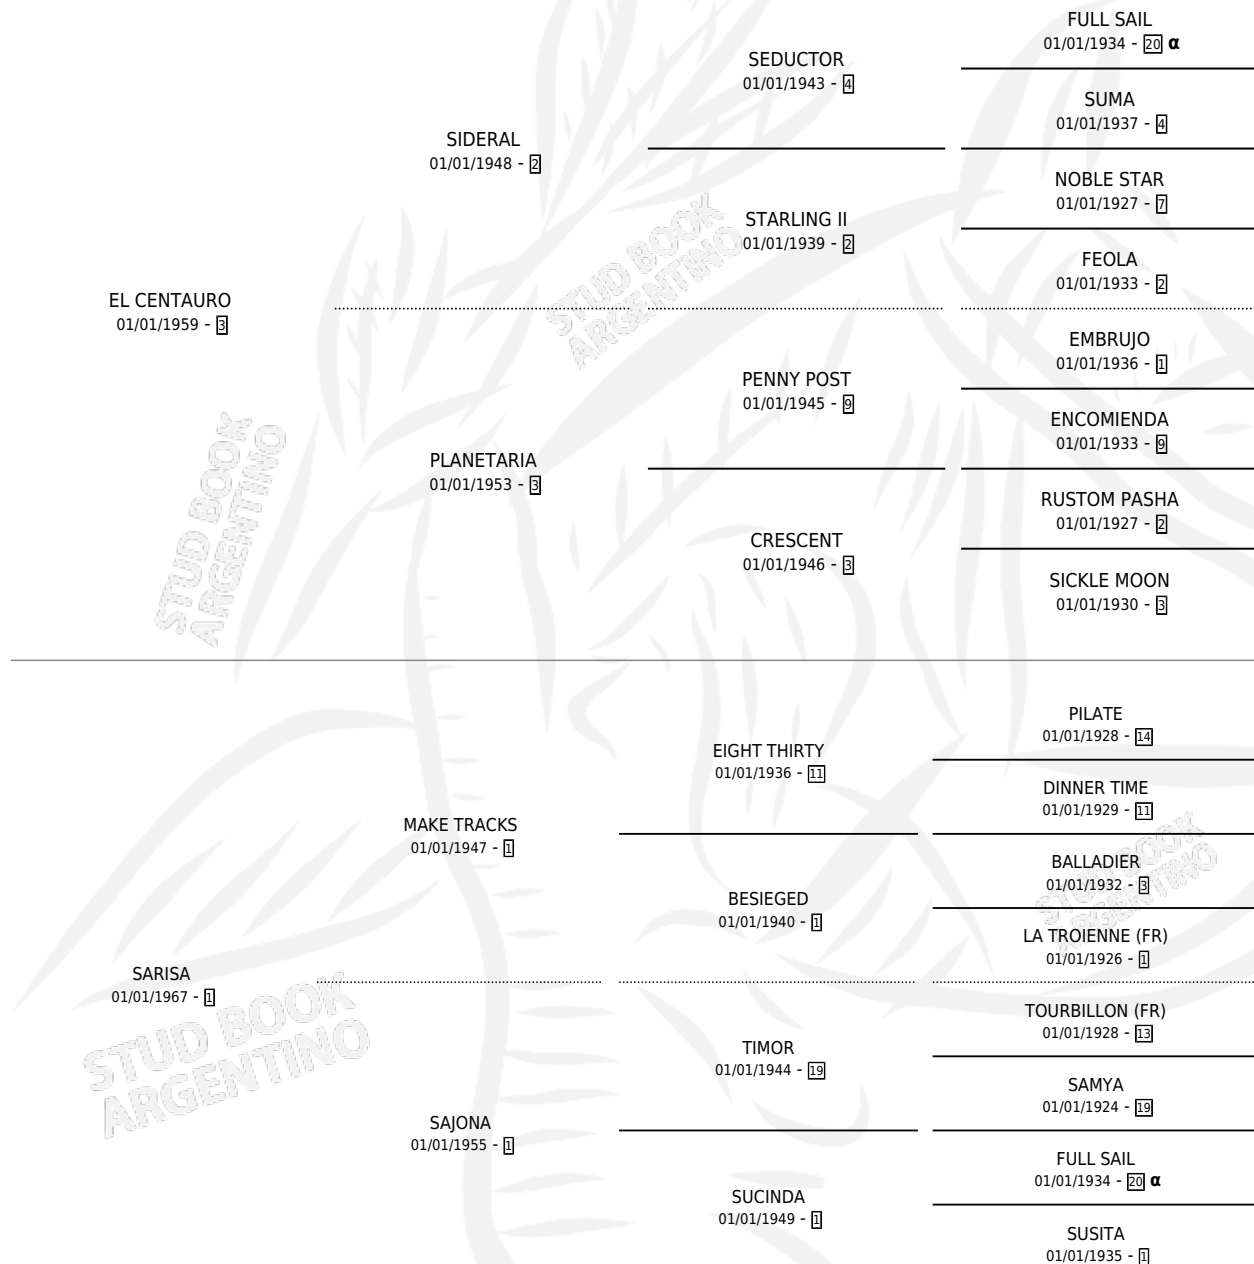 FULL SAIL
01/01/1934 - 20 α
SEDUCTOR
01/01/1943 - 4
SUMA
01/01/1937 - 4
SIDERAL
01/01/1948 - 2
NOBLE STAR
01/01/1927 - 7
STARLING II
01/01/1939 - 2
FEOLA
01/01/1933 - 2
EL CENTAURO
01/01/1959 - 3
EMBRUJO
01/01/1936 - 1
PENNY POST
01/01/1945 - 9
ENCOMIENDA
01/01/1933 - 9
PLANETARIA
01/01/1953 - 3
RUSTOM PASHA
01/01/1927 - 2
CRESCENT
01/01/1946 - 3
SICKLE MOON
01/01/1930 - 3
PILATE
01/01/1928 - 14
EIGHT THIRTY
01/01/1936 - 11
DINNER TIME
01/01/1929 - 11
MAKE TRACKS
01/01/1947 - 1
BALLADIER
01/01/1932 - 3
BESIEGED
01/01/1940 - 1
LA TROIENNE (FR)
01/01/1926 - 1
SARISA
01/01/1967 - 1
TOURBILLON (FR)
01/01/1928 - 13
TIMOR
01/01/1944 - 19
SAMYA
01/01/1924 - 19
SAJONA
01/01/1955 - 1
FULL SAIL
01/01/1934 - 20 α
SUCINDA
01/01/1949 - 1
SUSITA
01/01/1935 - 1
STUD BOOK
ARGENTINO
STUD BOOK
ARGENTINO
STUD BOOK
ARGENTINO
STUD BOOK
ARGENTINO